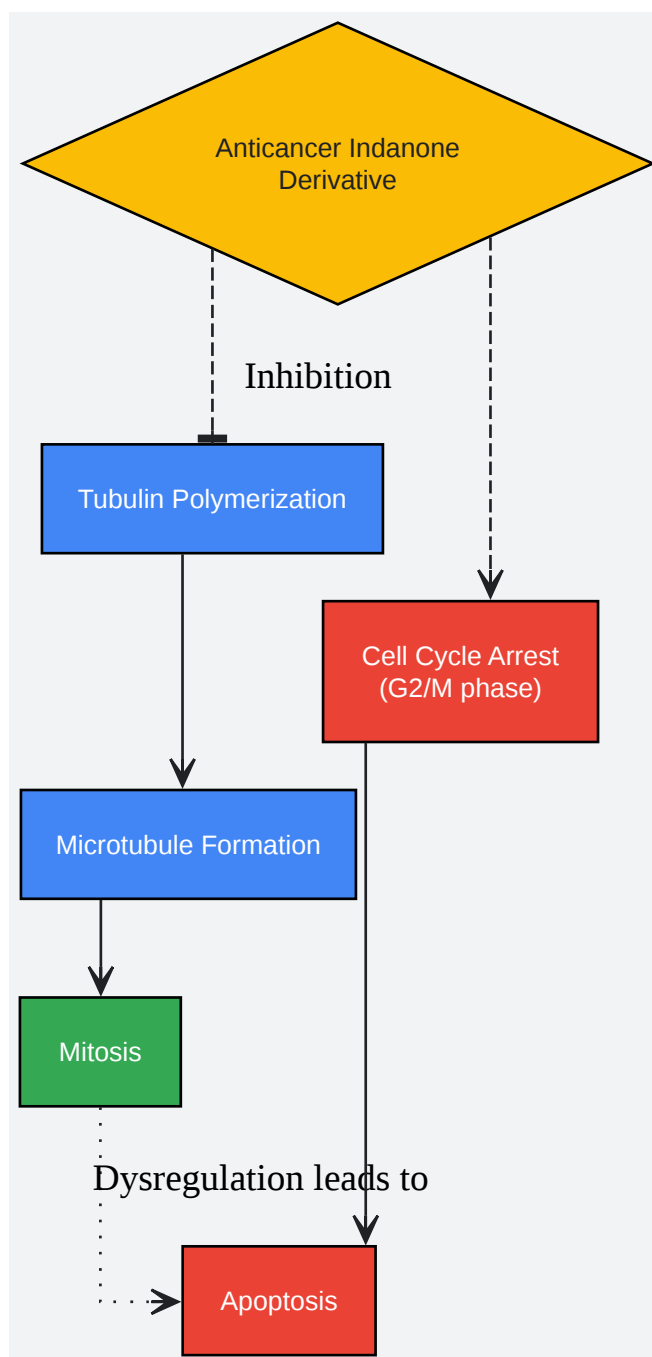 Anticancer Indanone
Derivative
Inhibition
Tubulin Polymerization
Cell Cycle Arrest
(G2/M phase)
Microtubule Formation
Mitosis
Dysregulation leads to
Apoptosis